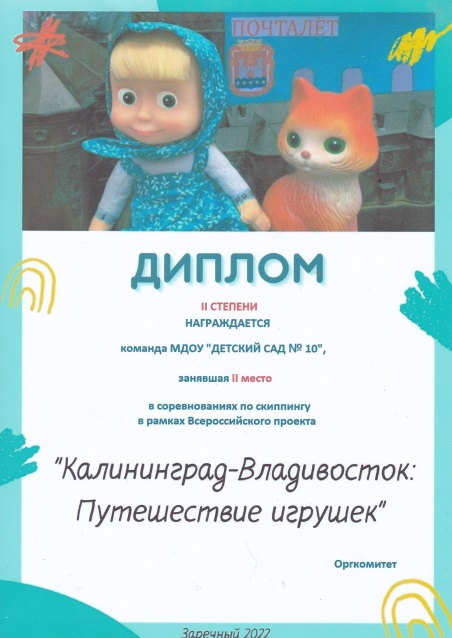 ПОЧТАЛЁТ
ДИПЛОМ
II СТЕПЕНИ
НАГРАЖДАЕТСЯ
команда МДОУ "ДЕТСКИЙ САД № 10",
занявшая II место
в соревнованиях по скиппингу
в рамках Всероссийского проекта
"Калининград-Владивосток:
Путешествие игрушек"
Оргкомитет
Заречный 2022